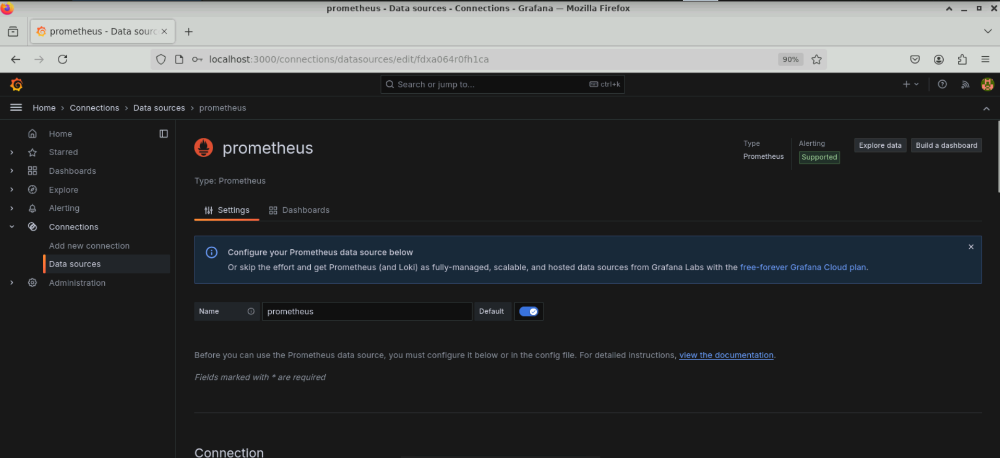 prometheus - Data sources - Connections - Grafana — Mozilla Firefox
prometheus - Data sourc
localhost:3000/connections/datasources/edit/fdxa064r0fh1ca
90%
Search or jump to...
ctrl+k
Home
Connections
Data sources
prometheus
Home
Starred
Dashboards
Explore
Alerting
Connections
Add new connection
Data sources
Administration
prometheus
Type
Prometheus
Alerting
Supported
Explore data
Build a dashboard
Type: Prometheus
Settings
Dashboards
Configure your Prometheus data source below
Or skip the effort and get Prometheus (and Loki) as fully-managed, scalable, and hosted data sources from Grafana Labs with the free-forever Grafana Cloud plan.
Name
prometheus
Default
Before you can use the Prometheus data source, you must configure it below or in the config file. For detailed instructions, view the documentation.
Fields marked with * are required
Connection